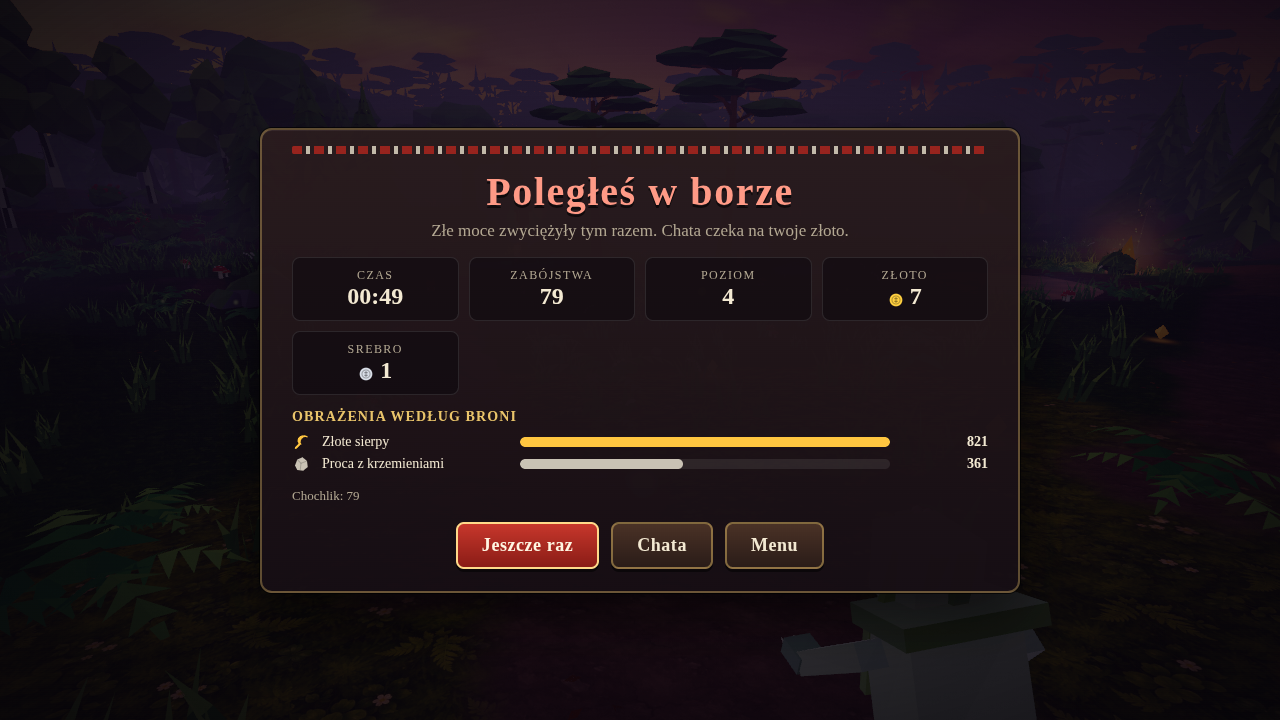 Poległeś w borze
Złe moce zwyciężyły tym razem. Chata czeka na twoje złoto.
CZAS
00:49
ZABÓJSTWA
79
POZIOM
4
ZŁOTO
7
SREBRO
1
OBRAŻENIA WEDŁUG BRONI
Złote sierpy 821
Proca z krzemieniami 361
Chochlik: 79
Jeszcze raz
Chata
Menu